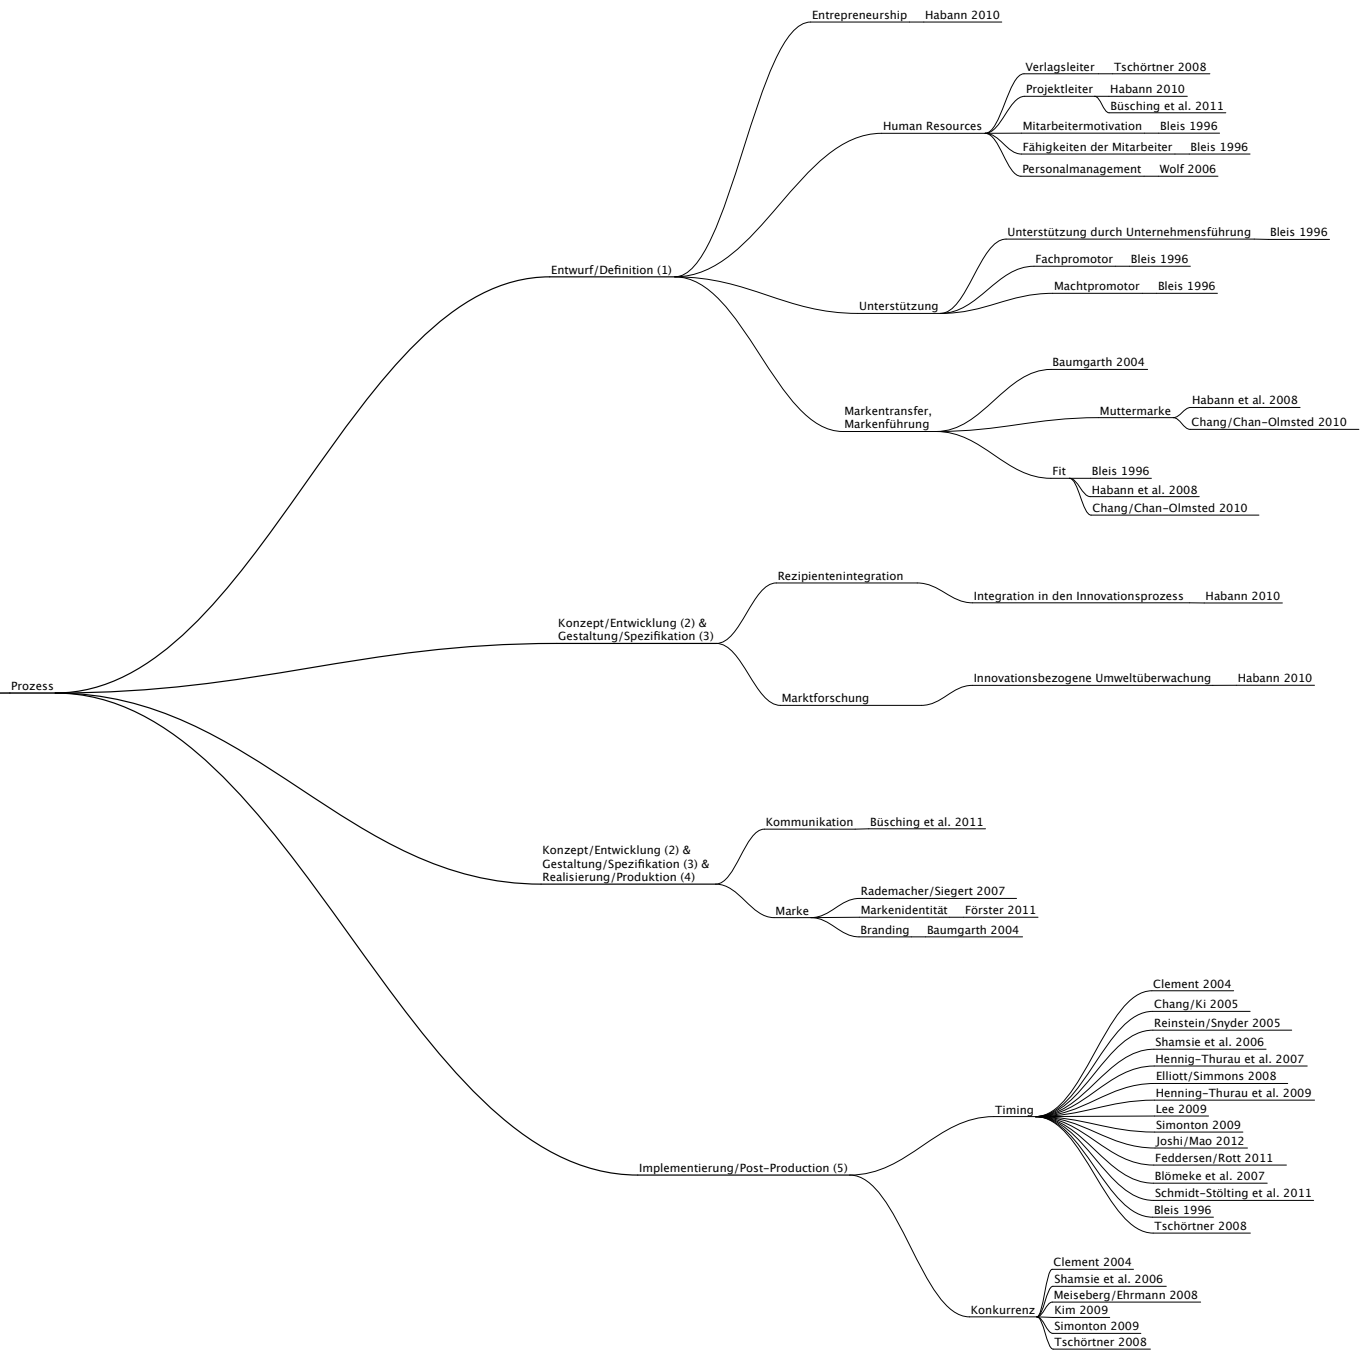 Entrepreneurship Habann 2010
Verlagsleiter Tschörtner 2008
Projektleiter Habann 2010
Büsching et al. 2011
Human Resources
Mitarbeitermotivation Bleis 1996
Fähigkeiten der Mitarbeiter Bleis 1996
Personalmanagement Wolf 2006
Unterstützung durch Unternehmensführung Bleis 1996
Fachpromotor Bleis 1996
Entwurf/Definition (1)
Machtpromotor Bleis 1996
Unterstützung
Baumgarth 2004
Markentransfer,
Markenführung
Muttermarke
Habann et al. 2008
Chang/Chan-Olmsted 2010
Fit Bleis 1996
Habann et al. 2008
Chang/Chan-Olmsted 2010
Rezipientenintegration
Integration in den Innovationsprozess Habann 2010
Konzept/Entwicklung (2) &
Gestaltung/Spezifikation (3)
Innovationsbezogene Umweltüberwachung Habann 2010
Marktforschung
Prozess
Kommunikation Büsching et al. 2011
Konzept/Entwicklung (2) &
Gestaltung/Spezifikation (3) &
Realisierung/Produktion (4)
Rademacher/Siegert 2007
Marke
Markenidentität Förster 2011
Branding Baumgarth 2004
Clement 2004
Chang/Ki 2005
Reinstein/Snyder 2005
Shamsie et al. 2006
Hennig-Thurau et al. 2007
Elliott/Simmons 2008
Henning-Thurau et al. 2009
Timing
Lee 2009
Simonton 2009
Joshi/Mao 2012
Feddersen/Rott 2011
Implementierung/Post-Production (5)
Blömeke et al. 2007
Schmidt-Stölting et al. 2011
Bleis 1996
Tschörtner 2008
Clement 2004
Shamsie et al. 2006
Meiseberg/Ehrmann 2008
Konkurrenz
Kim 2009
Simonton 2009
Tschörtner 2008